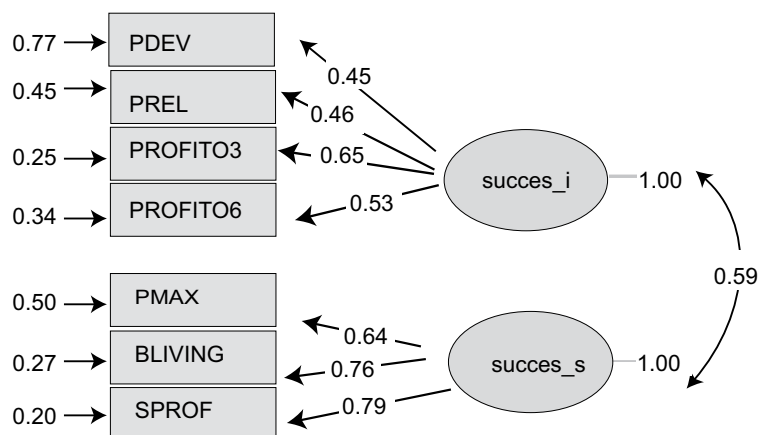 0.77 PDEV 0.45
0.45 PREL 0.46
0.25 PROFITO3 0.65
succes_i 1.00
0.34 PROFITO6 0.53
0.59
0.50 PMAX 0.64
0.27 BLIVING 0.76
succes_s 1.00
0.20 SPROF 0.79